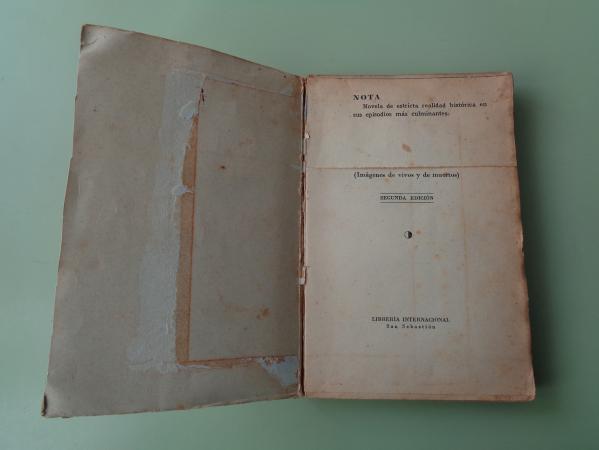 NOTA
Novela de estricta realidad histórica en
sus episodios más culminantes.
(Imágenes de vivos y de muertos)
SEGUNDA EDICIÓN
LIBRERÍA INTERNACIONAL
San Sebastián